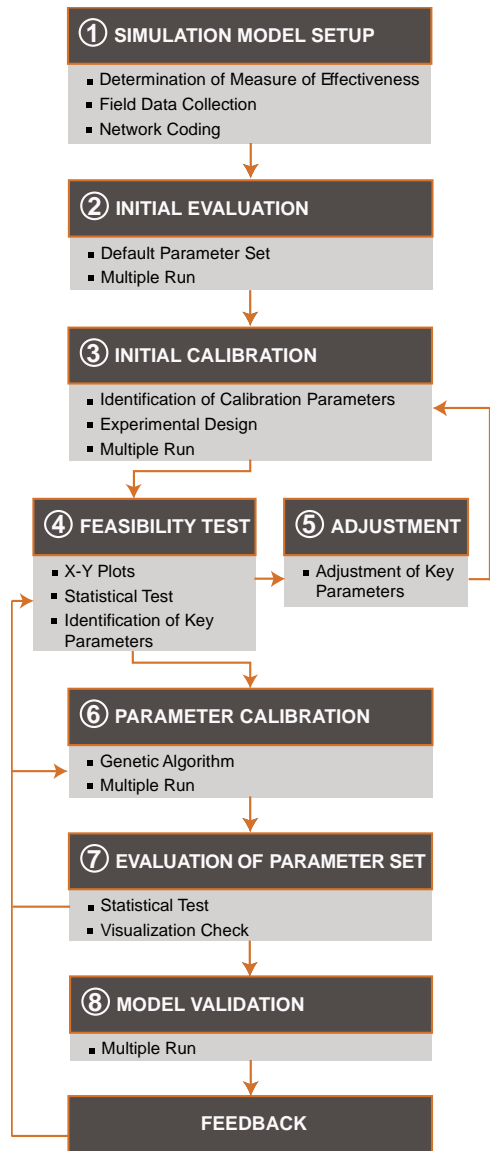 ① SIMULATION MODEL SETUP
▪ Determination of Measure of Effectiveness
▪ Field Data Collection
▪ Network Coding
② INITIAL EVALUATION
▪ Default Parameter Set
▪ Multiple Run
③ INITIAL CALIBRATION
▪ Identification of Calibration Parameters
▪ Experimental Design
▪ Multiple Run
④ FEASIBILITY TEST
▪ X-Y Plots
▪ Statistical Test
▪ Identification of Key
Parameters
⑤ ADJUSTMENT
▪ Adjustment of Key
Parameters
⑥ PARAMETER CALIBRATION
▪ Genetic Algorithm
▪ Multiple Run
⑦ EVALUATION OF PARAMETER SET
▪ Statistical Test
▪ Visualization Check
⑧ MODEL VALIDATION
▪ Multiple Run
FEEDBACK